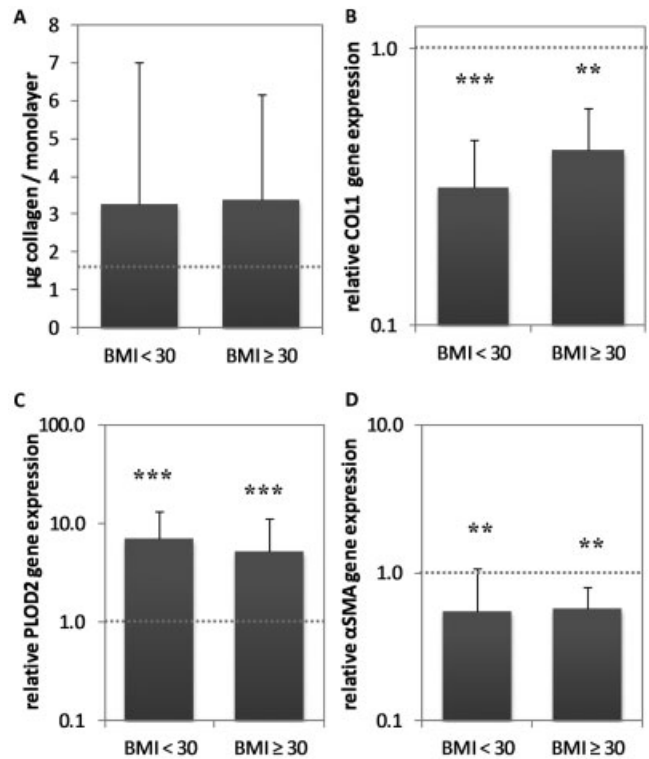 A
µg collagen / monolayer
8
7
6
5
4
3
2
1
0
BMI < 30
BMI ≥ 30
B
relative COL1 gene expression
1.0
0.1
***
**
BMI < 30
BMI ≥ 30
C
relative PLOD2 gene expression
100.0
10.0
1.0
0.1
***
***
BMI < 30
BMI ≥ 30
D
relative αSMA gene expression
10.0
1.0
0.1
**
**
BMI < 30
BMI ≥ 30